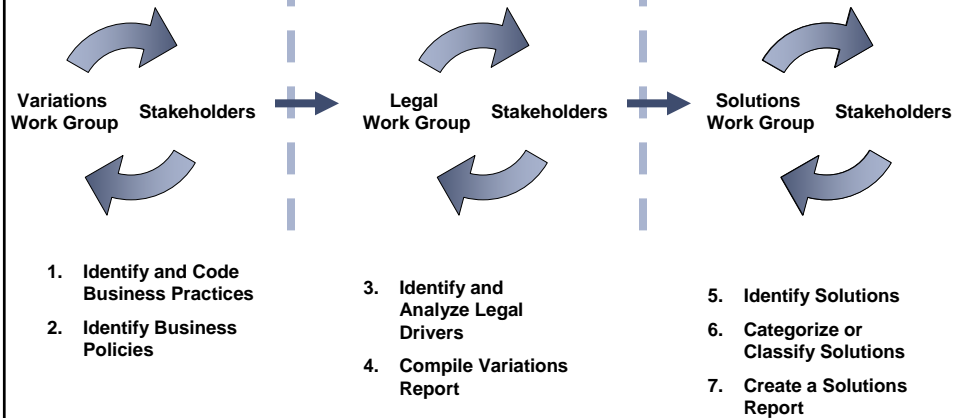 Variations
Work Group
Stakeholders
Legal
Work Group
Stakeholders
Solutions
Work Group
Stakeholders
1. Identify and Code
Business Practices
2. Identify Business
Policies
3. Identify and
Analyze Legal
Drivers
4. Compile Variations
Report
5. Identify Solutions
6. Categorize or
Classify Solutions
7. Create a Solutions
Report